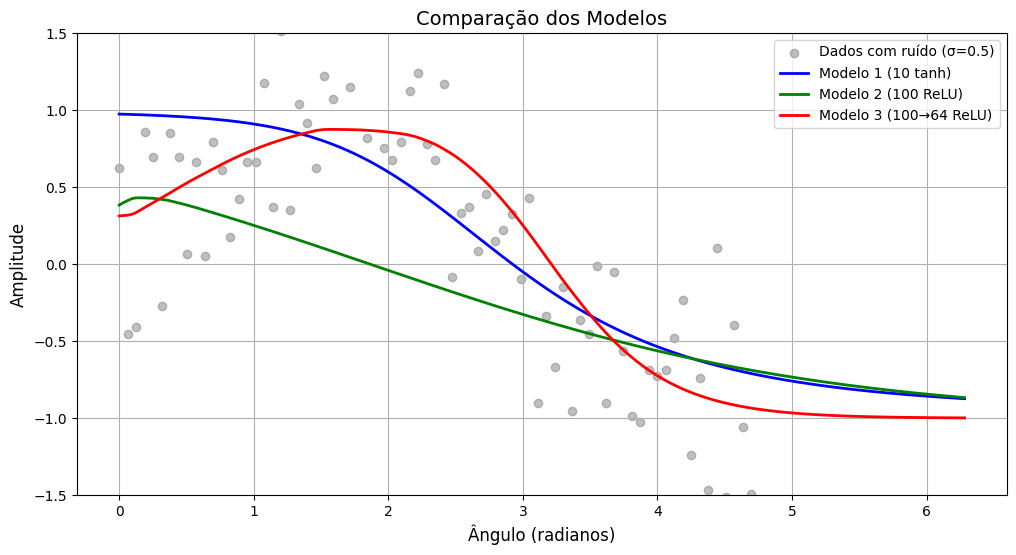 Comparação dos Modelos
Dados com ruído (σ=0.5)
Modelo 1 (10 tanh)
Modelo 2 (100 ReLU)
Modelo 3 (100→64 ReLU)
Amplitude
1.5
1.0
0.5
0.0
−0.5
−1.0
−1.5
0 1 2 3 4 5 6
Ângulo (radianos)